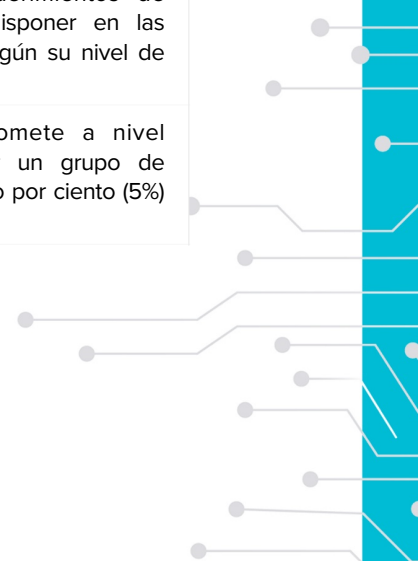 isponer en las
gún su nivel de
omete a nivel
un grupo de
por ciento (5%)